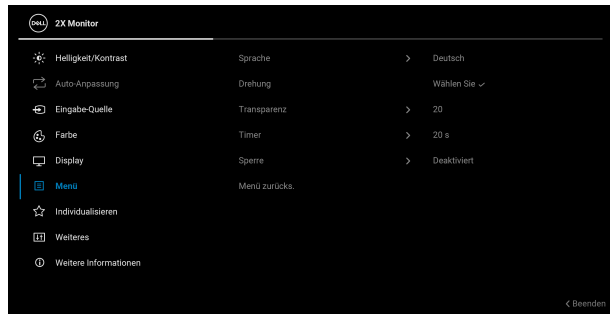 DELL 2X Monitor
Helligkeit/Kontrast Sprache > Deutsch
Auto-Anpassung Drehung Wählen Sie ✓
Eingabe-Quelle Transparenz > 20
Farbe Timer > 20 s
Display Sperre > Deaktiviert
Menü Menü zurücks.
Individualisieren
Weiteres
Weitere Informationen
< Beenden